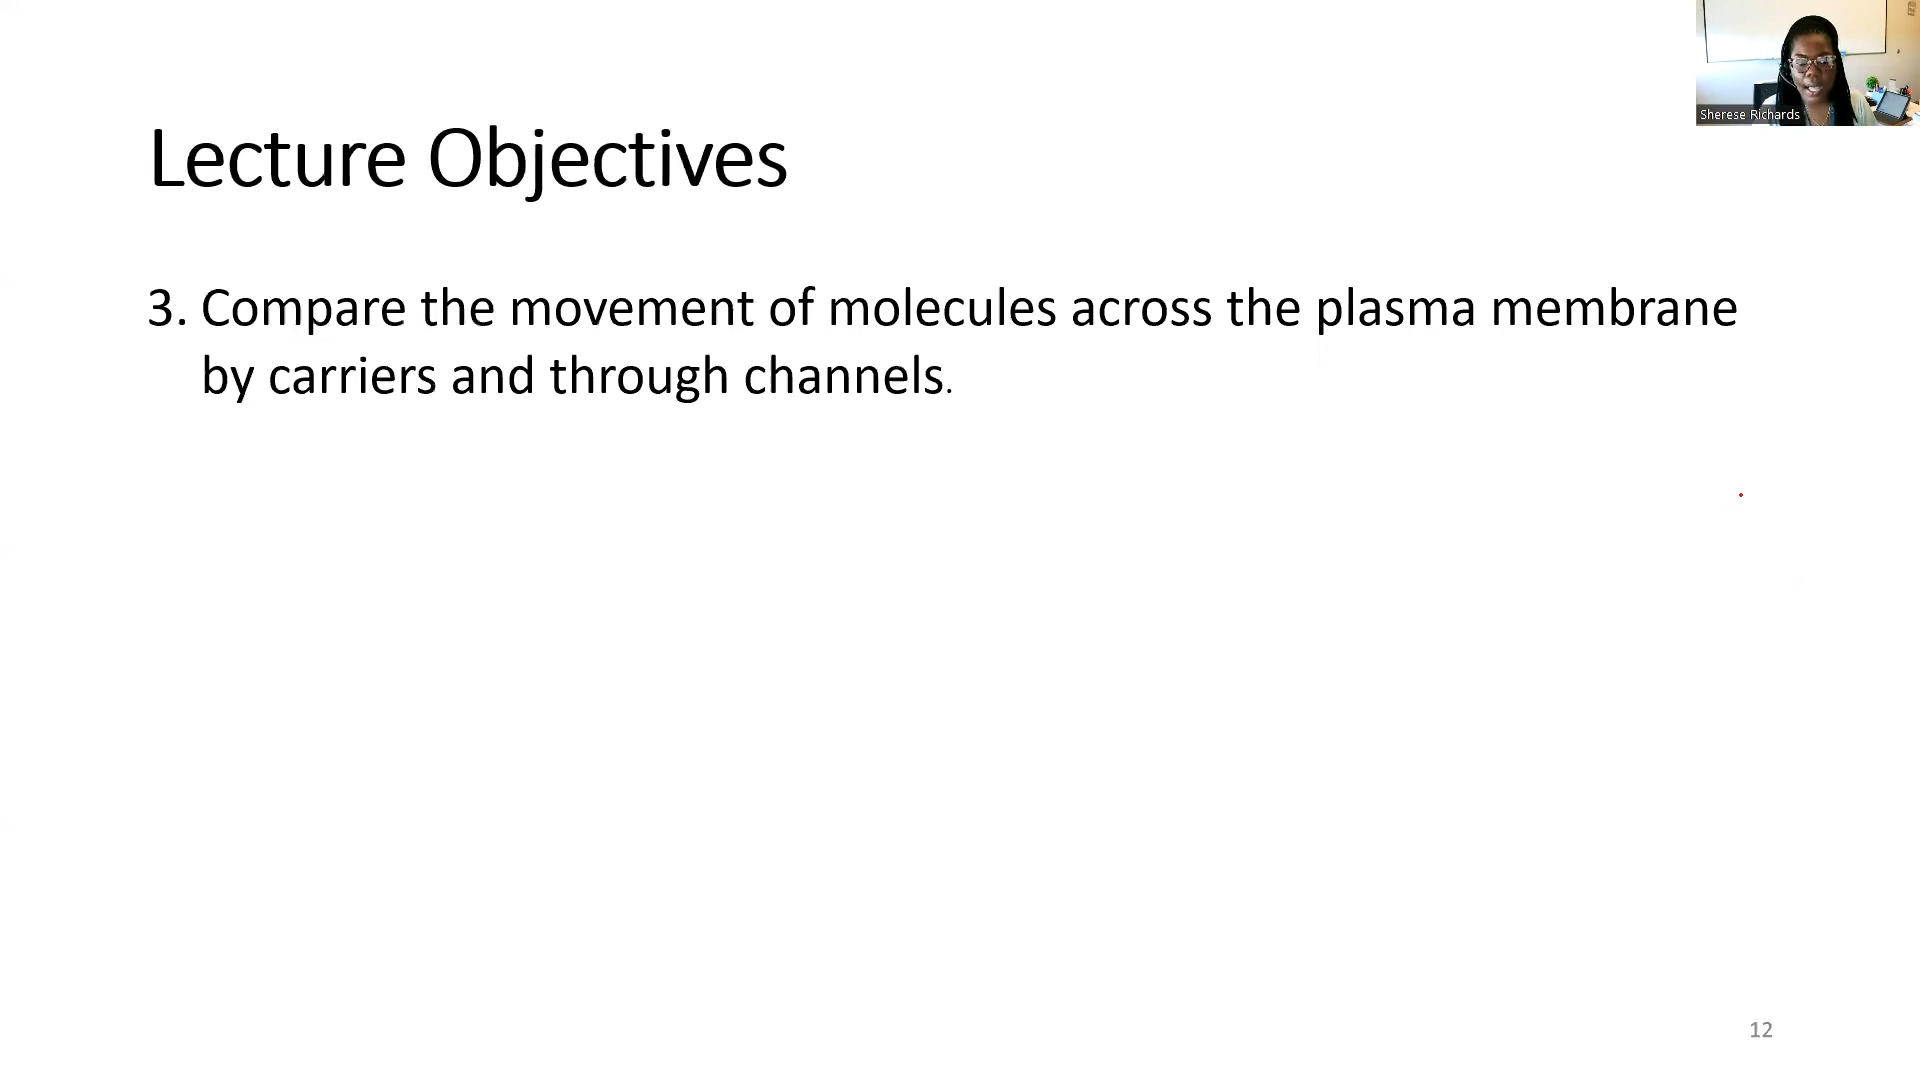 Sherese Richards
Lecture Objectives
3. Compare the movement of molecules across the plasma membrane
by carriers and through channels.
12